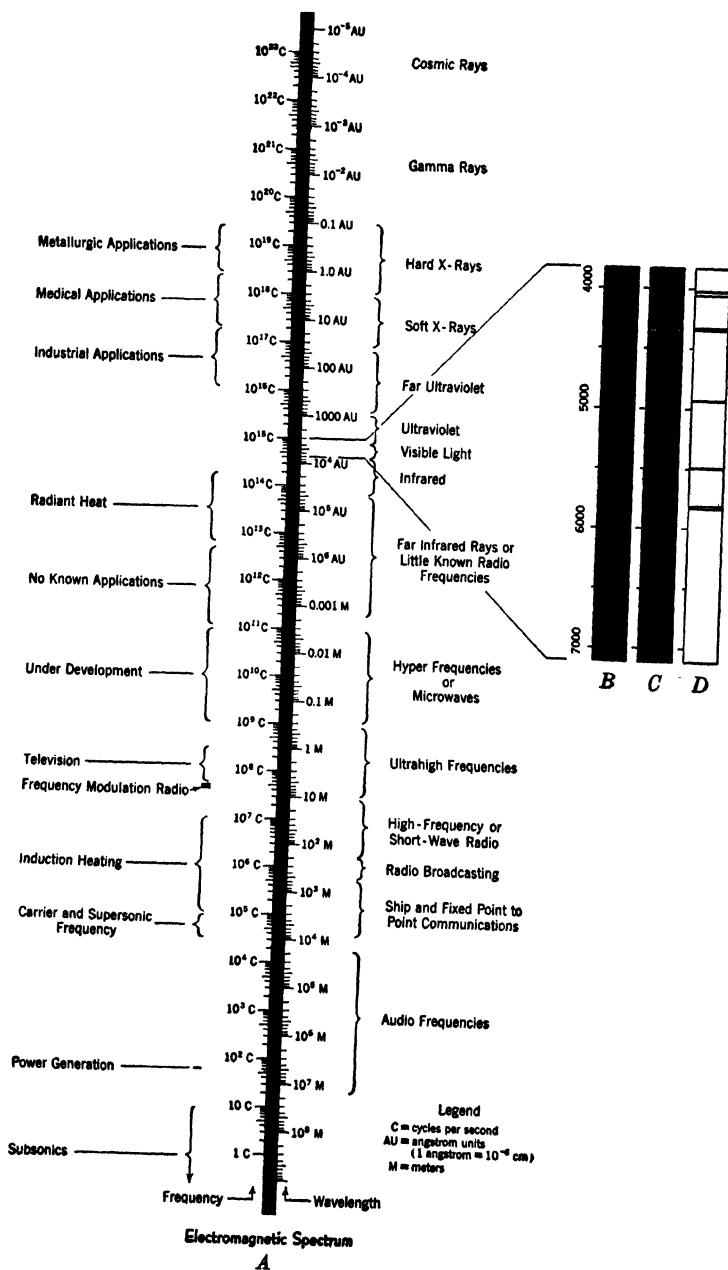 10²³C
10²²C
10²¹C
10²⁰C
10¹⁹C
10¹⁸C
10¹⁷C
10¹⁶C
10¹⁵C
10¹⁴C
10¹³C
10¹²C
10¹¹C
10¹⁰C
10⁹ C
10⁸ C
10⁷ C
10⁶ C
10⁵ C
10⁴ C
10³ C
10² C
10 C
1 C
10⁻⁵AU
10⁻⁴AU
10⁻³AU
10⁻²AU
0.1 AU
1.0 AU
10 AU
100 AU
1000 AU
10⁴ AU
10⁵ AU
10⁶ AU
0.001 M
0.01 M
0.1 M
1 M
10 M
10² M
10³ M
10⁴ M
10⁵ M
10⁶ M
10⁷ M
10⁸ M
Metallurgic Applications
Medical Applications
Industrial Applications
Radiant Heat
No Known Applications
Under Development
Television
Frequency Modulation Radio
Induction Heating
Carrier and Supersonic
Frequency
Power Generation
Subsonics
Cosmic Rays
Gamma Rays
Hard X-Rays
Soft X-Rays
Far Ultraviolet
Ultraviolet
Visible Light
Infrared
Far Infrared Rays or
Little Known Radio
Frequencies
Hyper Frequencies
or
Microwaves
Ultrahigh Frequencies
High-Frequency or
Short-Wave Radio
Radio Broadcasting
Ship and Fixed Point to
Point Communications
Audio Frequencies
4000
5000
6000
7000
B C D
Legend
C = cycles per second
AU = angstrom units
(1 angstrom = 10⁻⁸ cm)
M = meters
Frequency
Wavelength
Electromagnetic Spectrum
A